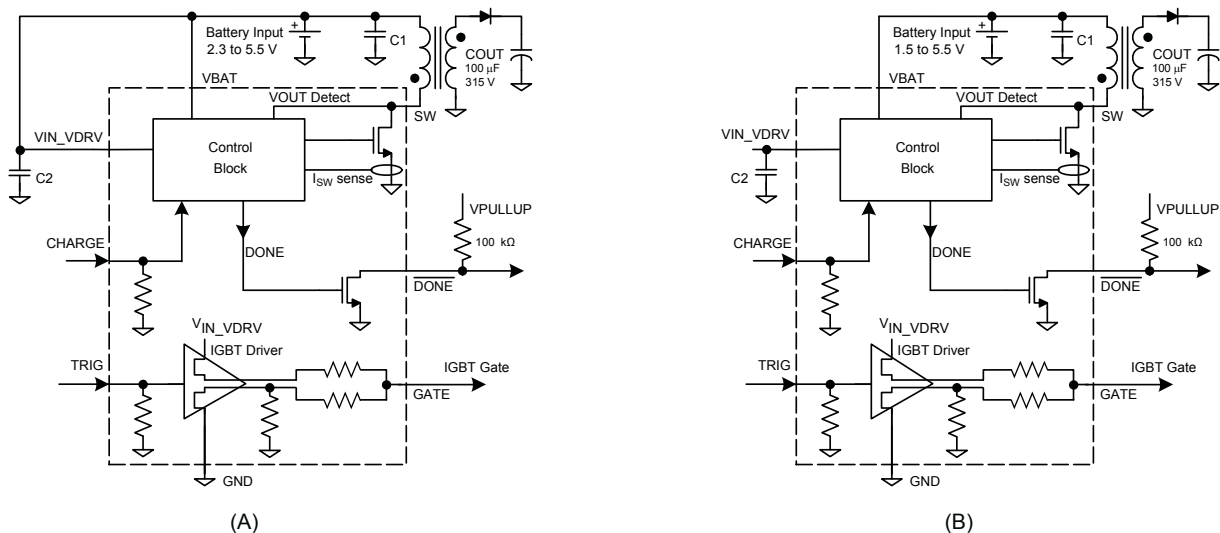 Battery Input
2.3 to 5.5 V
C1
COUT
100 μF
315 V
VBAT
VOUT Detect
SW
VIN_VDRV
Control
Block
C2
ISW sense
VPULLUP
100 kΩ
CHARGE
DONE
DONE
VIN_VDRV
IGBT Driver
TRIG
IGBT Gate
GATE
GND
(A)
Battery Input
1.5 to 5.5 V
C1
COUT
100 μF
315 V
VBAT
VOUT Detect
SW
VIN_VDRV
Control
Block
C2
ISW sense
VPULLUP
100 kΩ
CHARGE
DONE
DONE
VIN_VDRV
IGBT Driver
TRIG
IGBT Gate
GATE
GND
(B)